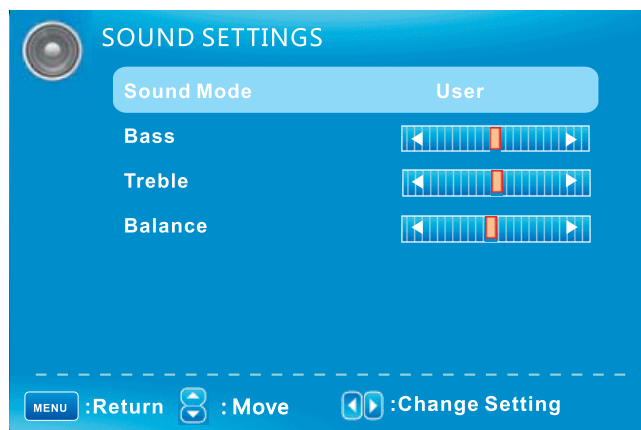 SOUND SETTINGS
Sound Mode User
Bass
Treble
Balance
MENU :Return : Move :Change Setting